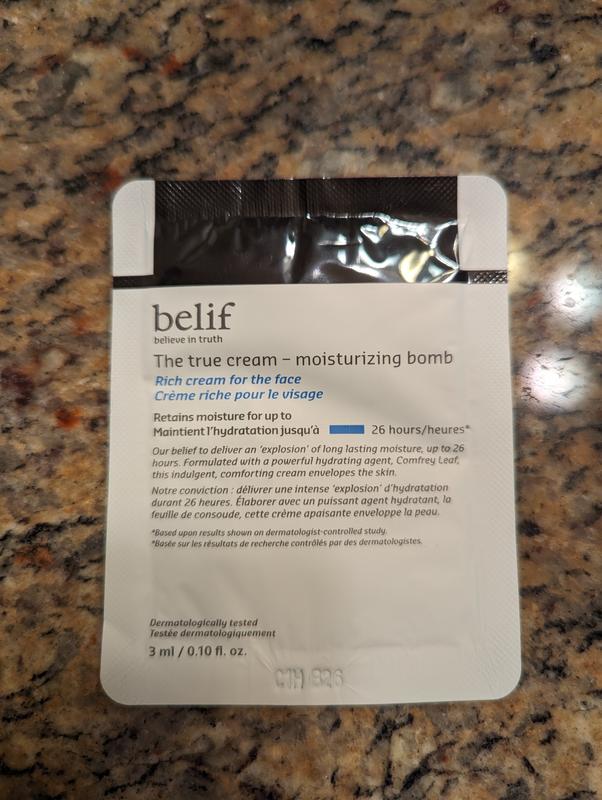 belif
believe in truth
The true cream – moisturizing bomb
Rich cream for the face
Crème riche pour le visage
Retains moisture for up to
Maintient l'hydratation jusqu'à 26 hours/heures*
Our belief to deliver an 'explosion' of long lasting moisture, up to 26
hours. Formulated with a powerful hydrating agent, Comfrey Leaf,
this indulgent, comforting cream envelopes the skin.
Notre conviction : délivrer une intense 'explosion' d'hydratation
durant 26 heures. Élaborer avec un puissant agent hydratant, la
feuille de consoude, cette crème apaisante enveloppe la peau.
*Based upon results shown on dermatologist-controlled study.
*Basée sur les résultats de recherche contrôlés par des dermatologistes.
Dermatologically tested
Testée dermatologiquement
3 ml / 0.10 fl. oz.